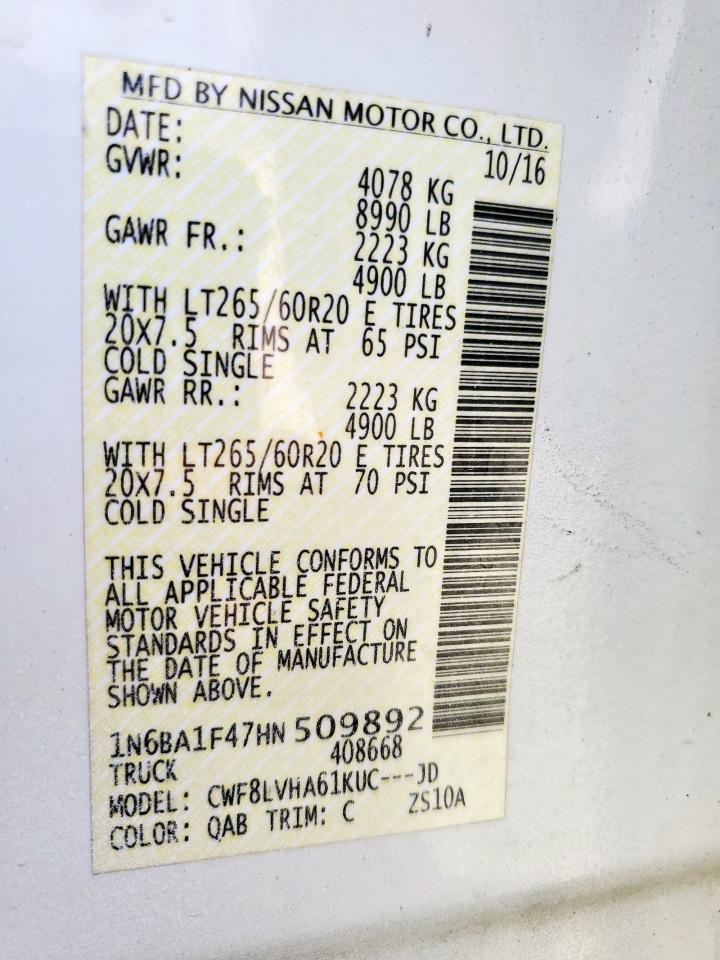 MFD BY NISSAN MOTOR CO., LTD.
DATE: 10/16
GVWR: 4078 KG
8990 LB
GAWR FR.: 2223 KG
4900 LB
WITH LT265/60R20 E TIRES
20X7.5 RIMS AT 65 PSI
COLD SINGLE
GAWR RR.: 2223 KG
4900 LB
WITH LT265/60R20 E TIRES
20X7.5 RIMS AT 70 PSI
COLD SINGLE
THIS VEHICLE CONFORMS TO
ALL APPLICABLE FEDERAL
MOTOR VEHICLE SAFETY
STANDARDS IN EFFECT ON
THE DATE OF MANUFACTURE
SHOWN ABOVE.
1N6BA1F47HN 509892
TRUCK 408668
MODEL: CWF8LVHA61KUC---JD
COLOR: QAB TRIM: C ZS10A